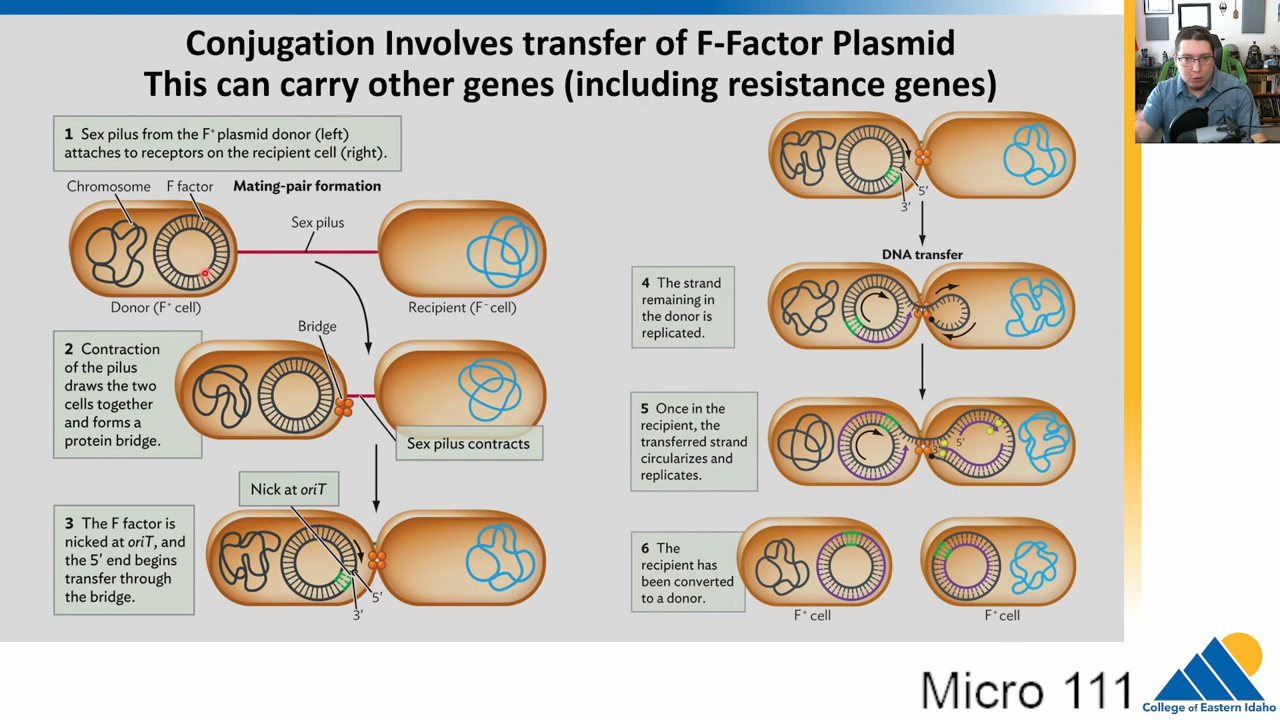 Conjugation Involves transfer of F-Factor Plasmid
This can carry other genes (including resistance genes)
1 Sex pilus from the F⁺ plasmid donor (left)
attaches to receptors on the recipient cell (right).
Chromosome
F factor
Mating-pair formation
Sex pilus
Donor (F⁺ cell)
Recipient (F⁻ cell)
2 Contraction
of the pilus
draws the two
cells together
and forms a
protein bridge.
Bridge
Sex pilus contracts
Nick at oriT
3 The F factor is
nicked at oriT, and
the 5′ end begins
transfer through
the bridge.
5′
3′
5′
3′
DNA transfer
4 The strand
remaining in
the donor is
replicated.
5 Once in the
recipient, the
transferred strand
circularizes and
replicates.
5′
3′
6 The
recipient has
been converted
to a donor.
F⁺ cell
F⁺ cell
Micro 111
College of Eastern Idaho